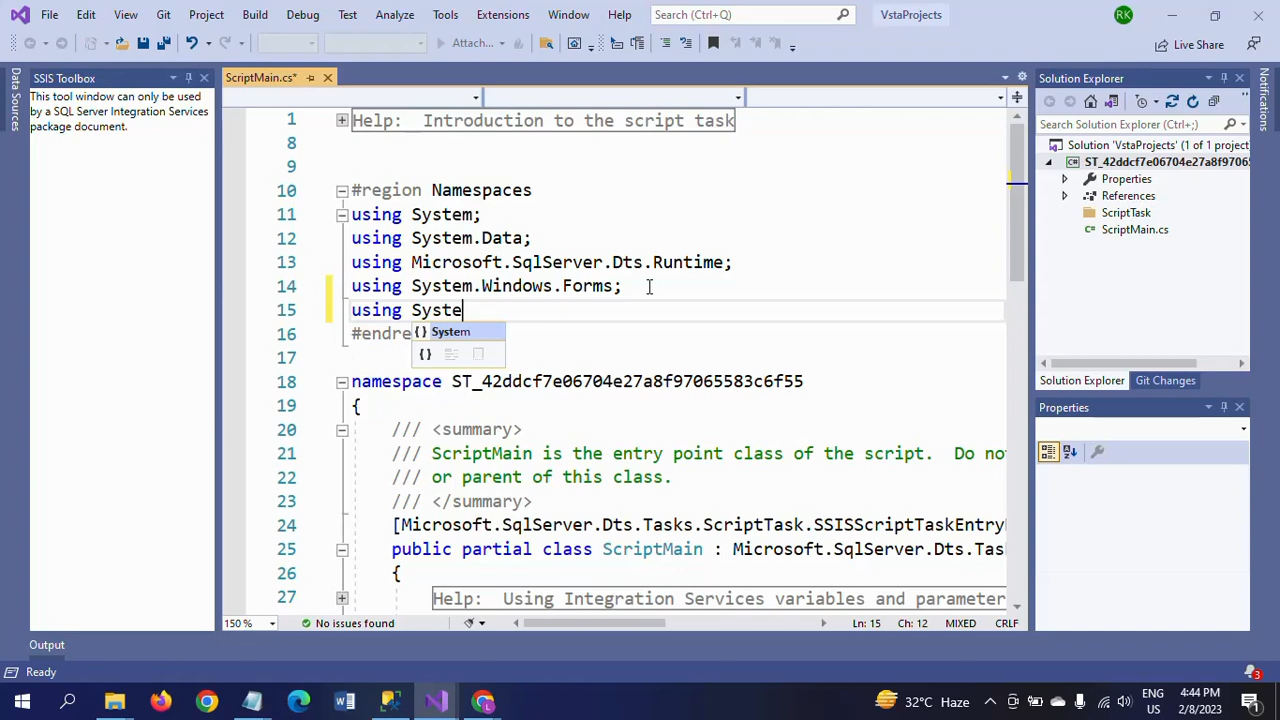 File Edit View Git Project Build Debug Test Analyze Tools Extensions Window Help Search (Ctrl+Q) VstaProjects RK
Attach... Live Share
Data Sources
SSIS Toolbox
This tool window can only be used
by a SQL Server Integration Services
package document.
ScriptMain.cs*
1 Help: Introduction to the script task
8
9
10 #region Namespaces
11 using System;
12 using System.Data;
13 using Microsoft.SqlServer.Dts.Runtime;
14 using System.Windows.Forms;
15 using Syste
{ } System
16 #endre
17
18 namespace ST_42ddcf7e06704e27a8f97065583c6f55
19 {
20 /// <summary>
21 /// ScriptMain is the entry point class of the script. Do no
22 /// or parent of this class.
23 /// </summary>
24 [Microsoft.SqlServer.Dts.Tasks.ScriptTask.SSISScriptTaskEntry
25 public partial class ScriptMain : Microsoft.SqlServer.Dts.Tas
26 {
27 Help: Using Integration Services variables and parameter
150 % No issues found Ln: 15 Ch: 12 MIXED CRLF
Solution Explorer
Search Solution Explorer (Ctrl+;)
Solution 'VstaProjects' (1 of 1 project
ST_42ddcf7e06704e27a8f97065
Properties
References
ScriptTask
ScriptMain.cs
Solution Explorer Git Changes
Properties
Notifications
Output
Ready 3
32°C Haze ENG US 4:44 PM 2/8/2023 1